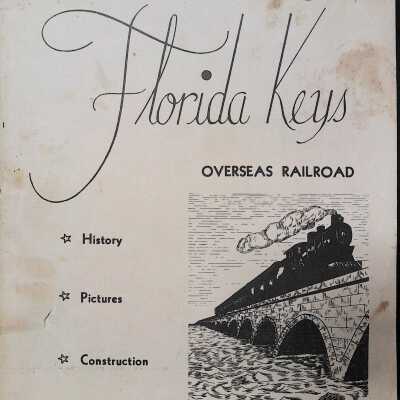 Florida Keys
OVERSEAS RAILROAD
☆ History
☆ Pictures
☆ Construction